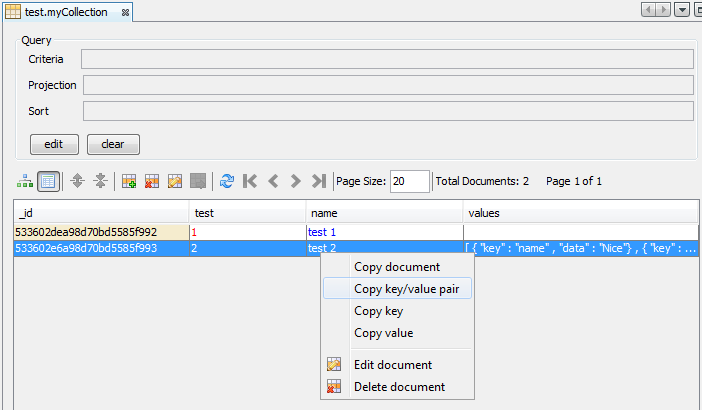 test.myCollection
Query
Criteria
Projection
Sort
edit clear
Page Size: 20 Total Documents: 2 Page 1 of 1
_id test name values
533602dea98d70bd5585f992 1 test 1
533602e6a98d70bd5585f993 2 test 2 [ { "key" : "name" , "data" : "Nice"} , { "key" : ...
Copy document
Copy key/value pair
Copy key
Copy value
Edit document
Delete document